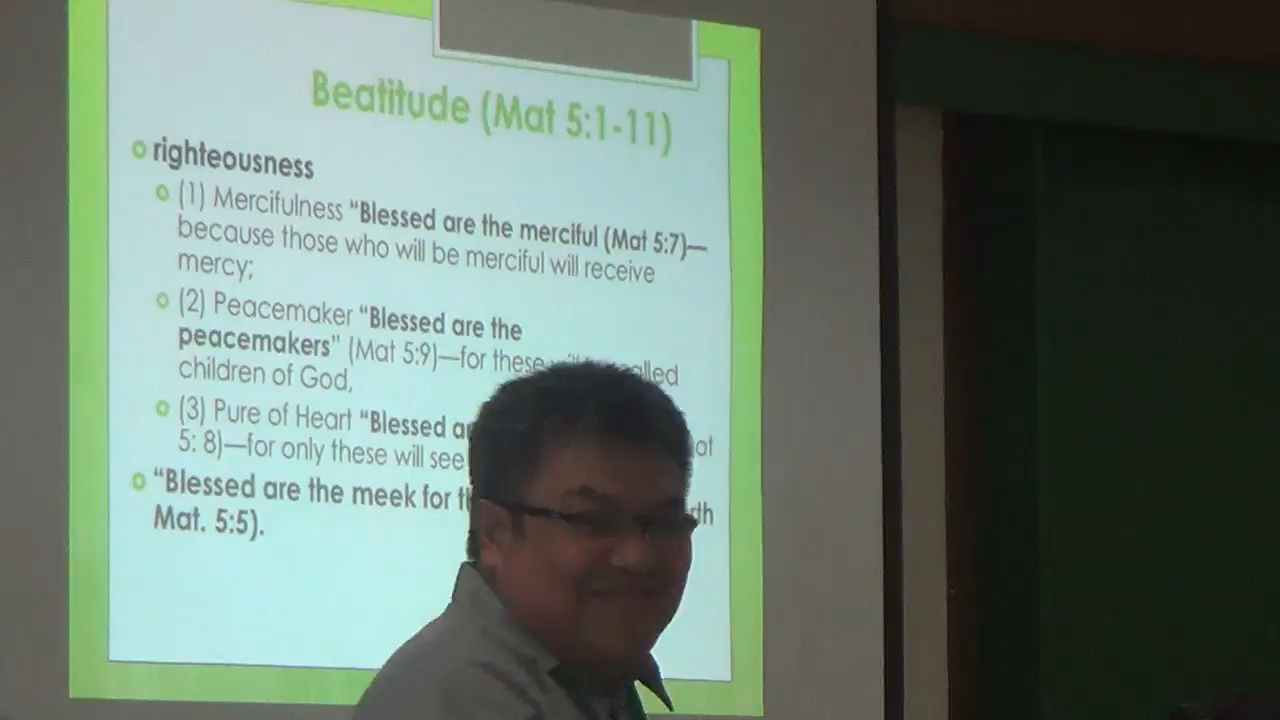 Beatitude (Mat 5:1-11)
righteousness
(1) Mercifulness “Blessed are the merciful (Mat 5:7)—
because those who will be merciful will receive
mercy;
(2) Peacemaker “Blessed are the
peacemakers” (Mat 5:9)—for these called
children of God,
(3) Pure of Heart “Blessed
5: 8)—for only these will see
“Blessed are the meek for
Mat. 5:5).